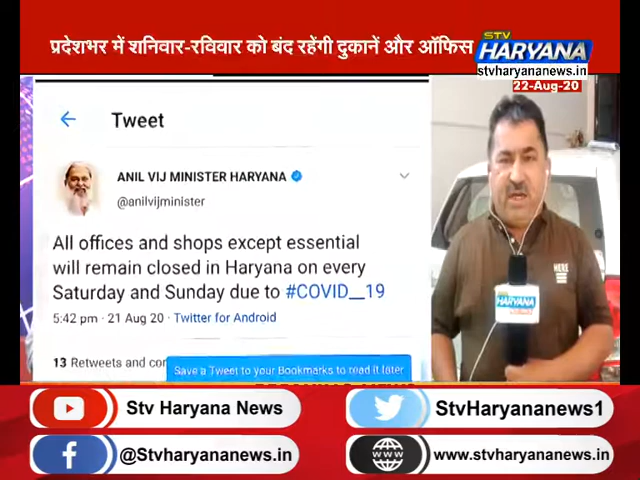 प्रदेशभर में शनिवार-रविवार को बंद रहेंगी दुकानें और ऑफिस
STV
HARYANA
NEWS
stvharyananews.in
22-Aug-20
Tweet
ANIL VIJ MINISTER HARYANA
@anilvijminister
All offices and shops except essential
will remain closed in Haryana on every
Saturday and Sunday due to #COVID__19
5:42 pm · 21 Aug 20 · Twitter for Android
13 Retweets and co
Save a Tweet to your Bookmarks to read it later
HERE
HARYANA
Stv Haryana News
StvHaryananews1
@Stvharyananews.in
www.stvharyananews.in